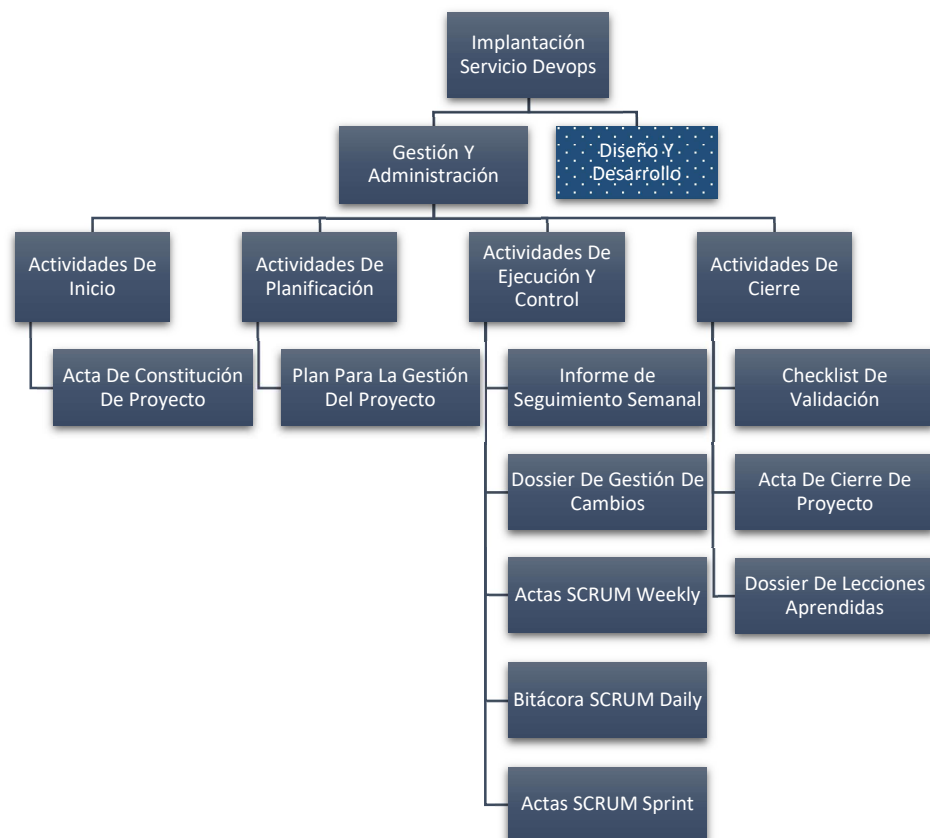 Implantación
Servicio Devops
Gestión Y
Administración
Diseño Y
Desarrollo
Actividades De
Inicio
Actividades De
Planificación
Actividades De
Ejecución Y
Control
Actividades De
Cierre
Acta De Constitución
De Proyecto
Plan Para La Gestión
Del Proyecto
Informe de
Seguimiento Semanal
Checklist De
Validación
Dossier De Gestión De
Cambios
Acta De Cierre De
Proyecto
Actas SCRUM Weekly
Dossier De Lecciones
Aprendidas
Bitácora SCRUM Daily
Actas SCRUM Sprint